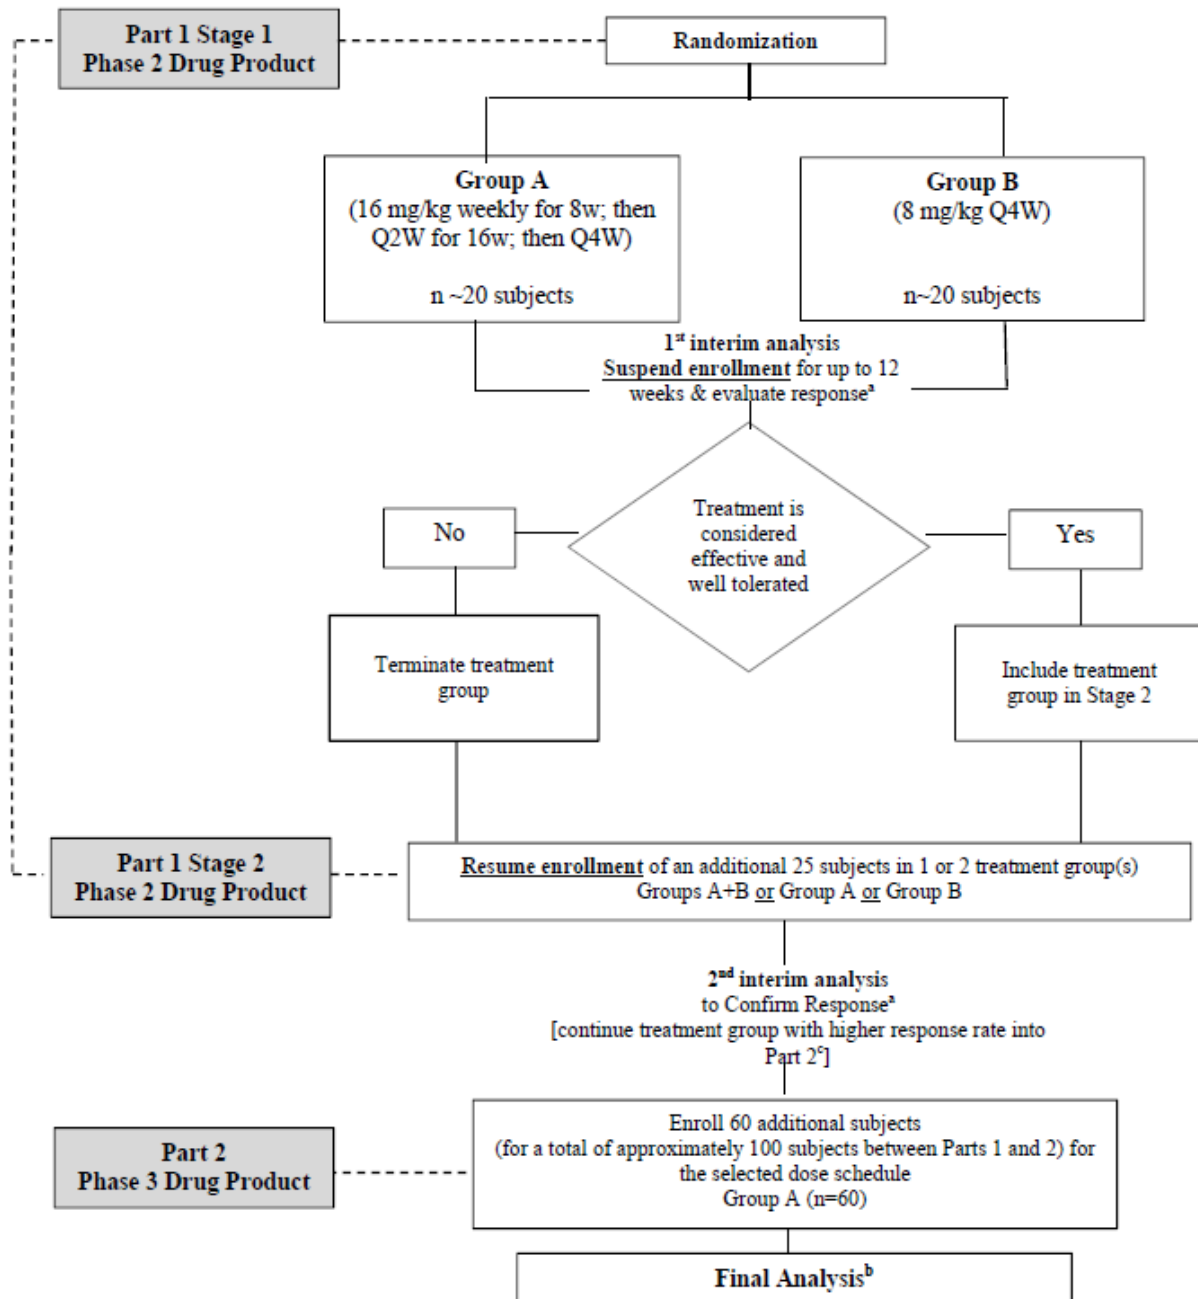 Part 1 Stage 1
Phase 2 Drug Product
Randomization
Group A
(16 mg/kg weekly for 8w; then
Q2W for 16w; then Q4W)
n ~20 subjects
Group B
(8 mg/kg Q4W)
n~20 subjects
1st interim analysis
Suspend enrollment for up to 12
weeks & evaluate responseᵃ
Treatment is
considered
effective and
well tolerated
No
Yes
Terminate treatment
group
Include treatment
group in Stage 2
Part 1 Stage 2
Phase 2 Drug Product
Resume enrollment of an additional 25 subjects in 1 or 2 treatment group(s)
Groups A+B or Group A or Group B
2nd interim analysis
to Confirm Responseᵃ
[continue treatment group with higher response rate into
Part 2ᶜ]
Part 2
Phase 3 Drug Product
Enroll 60 additional subjects
(for a total of approximately 100 subjects between Parts 1 and 2) for
the selected dose schedule
Group A (n=60)
Final Analysisᵇ